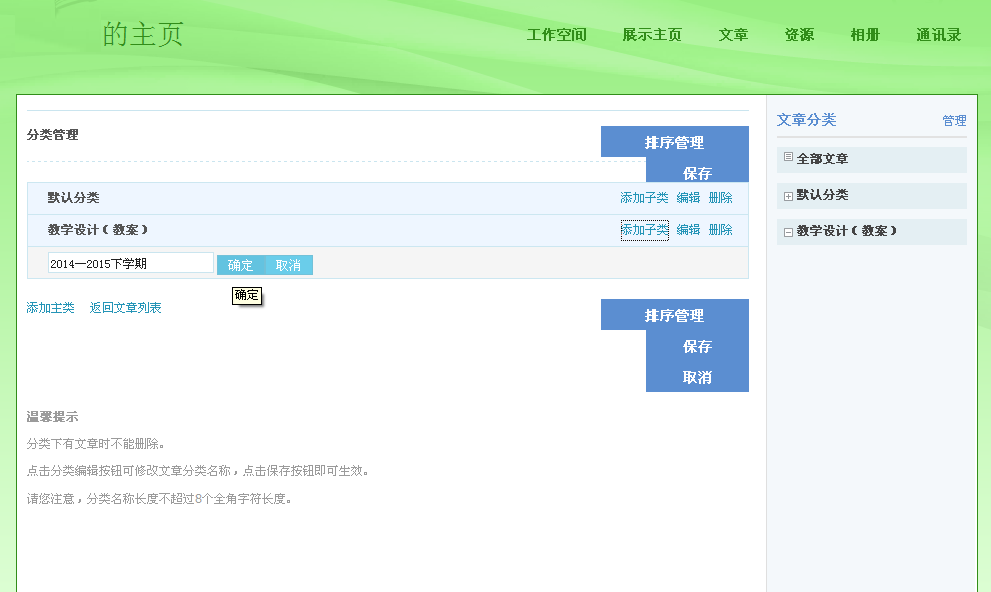 的主页
工作空间 展示主页 文章 资源 相册 通讯录
分类管理
排序管理
保存
默认分类 添加子类 编辑 删除
教学设计（教案） 添加子类 编辑 删除
2014—2015下学期 确定 取消
确定
添加主类 返回文章列表
排序管理
保存
取消
温馨提示
分类下有文章时不能删除。
点击分类编辑按钮可修改文章分类名称，点击保存按钮即可生效。
请您注意，分类名称长度不超过8个全角字符长度。
文章分类 管理
全部文章
默认分类
教学设计（教案）